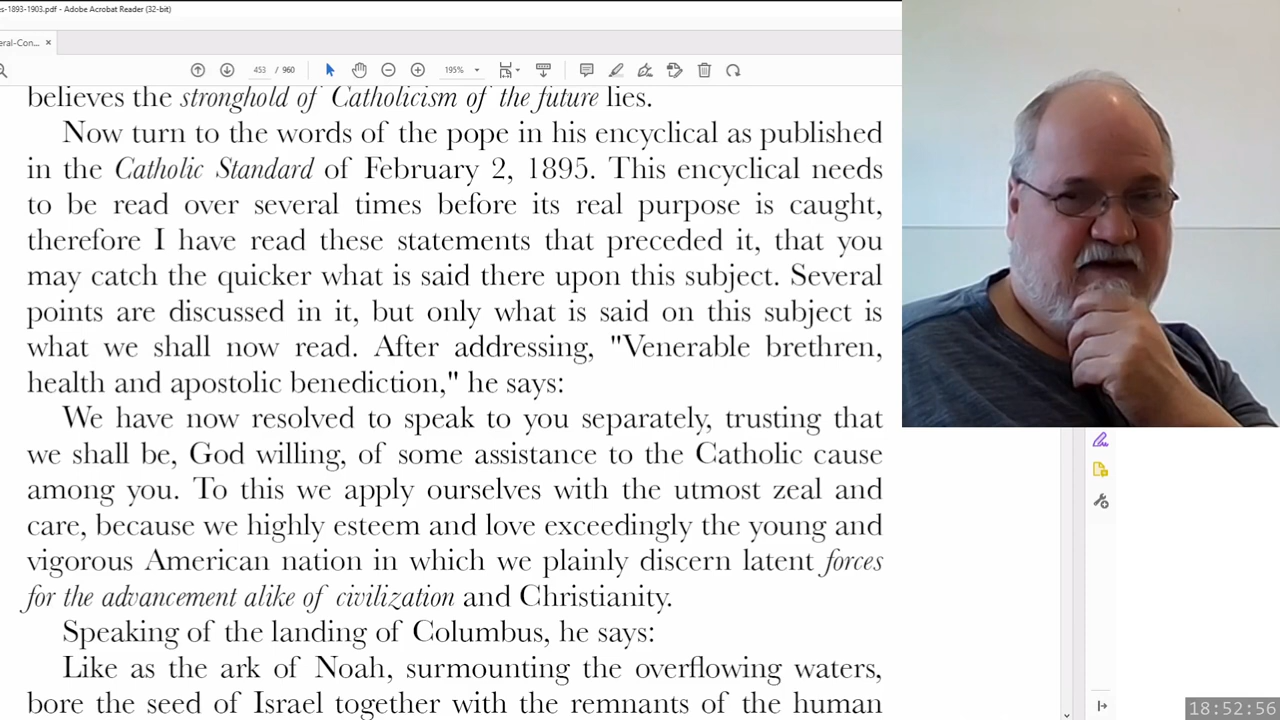 s-1893-1903.pdf - Adobe Acrobat Reader (32-bit)
eral-Con... ×
453 / 960 195%
believes the stronghold of Catholicism of the future lies.
Now turn to the words of the pope in his encyclical as published
in the Catholic Standard of February 2, 1895. This encyclical needs
to be read over several times before its real purpose is caught,
therefore I have read these statements that preceded it, that you
may catch the quicker what is said there upon this subject. Several
points are discussed in it, but only what is said on this subject is
what we shall now read. After addressing, "Venerable brethren,
health and apostolic benediction," he says:
We have now resolved to speak to you separately, trusting that
we shall be, God willing, of some assistance to the Catholic cause
among you. To this we apply ourselves with the utmost zeal and
care, because we highly esteem and love exceedingly the young and
vigorous American nation in which we plainly discern latent forces
for the advancement alike of civilization and Christianity.
Speaking of the landing of Columbus, he says:
Like as the ark of Noah, surmounting the overflowing waters,
bore the seed of Israel together with the remnants of the human
18:52:56